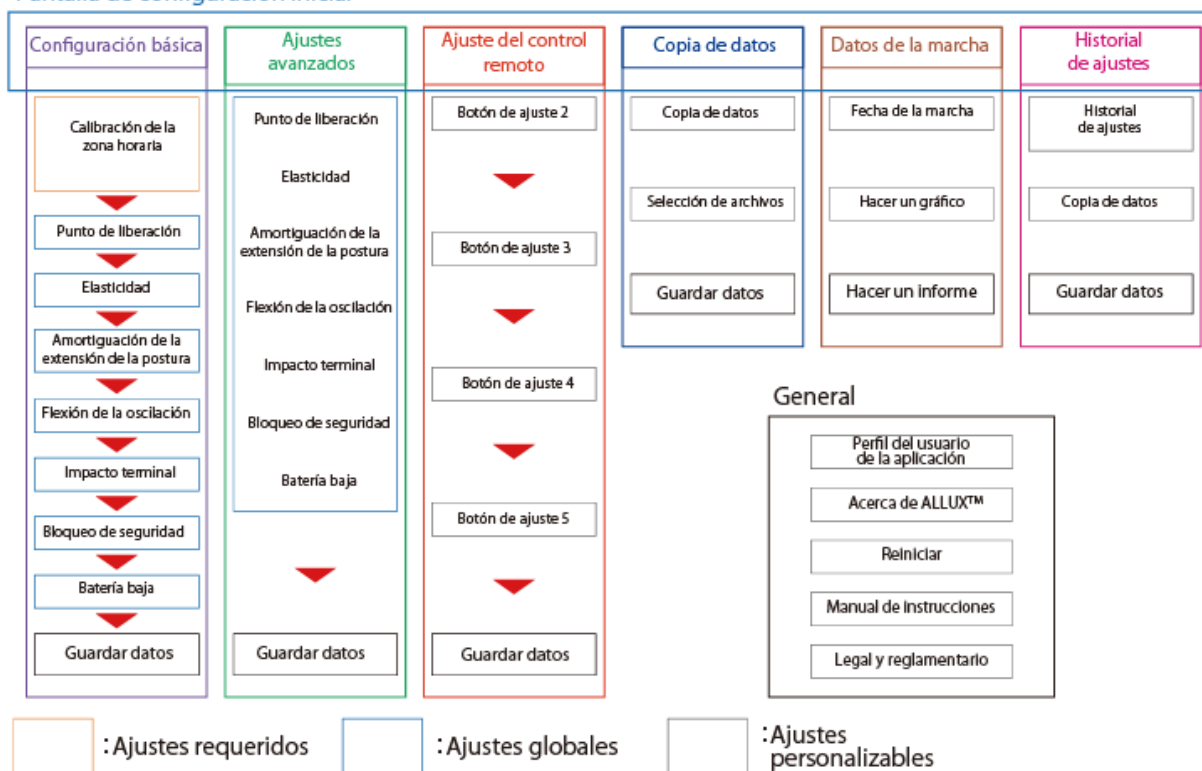 Pantalla de configuración inicial
Configuración básica
Calibración de la
zona horaria
Punto de liberación
Elasticidad
Amortiguación de la
extensión de la postura
Flexión de la oscilación
Impacto terminal
Bloqueo de seguridad
Batería baja
Guardar datos
Ajustes
avanzados
Punto de liberación
Elasticidad
Amortiguación de la
extensión de la postura
Flexión de la oscilación
Impacto terminal
Bloqueo de seguridad
Batería baja
Guardar datos
Ajuste del control
remoto
Botón de ajuste 2
Botón de ajuste 3
Botón de ajuste 4
Botón de ajuste 5
Guardar datos
Copia de datos
Copia de datos
Selección de archivos
Guardar datos
Datos de la marcha
Fecha de la marcha
Hacer un gráfico
Hacer un informe
Historial
de ajustes
Historial
de ajustes
Copia de datos
Guardar datos
General
Perfil del usuario
de la aplicación
Acerca de ALLUX™
Reiniciar
Manual de instrucciones
Legal y reglamentario
:Ajustes requeridos
:Ajustes globales
:Ajustes
personalizables